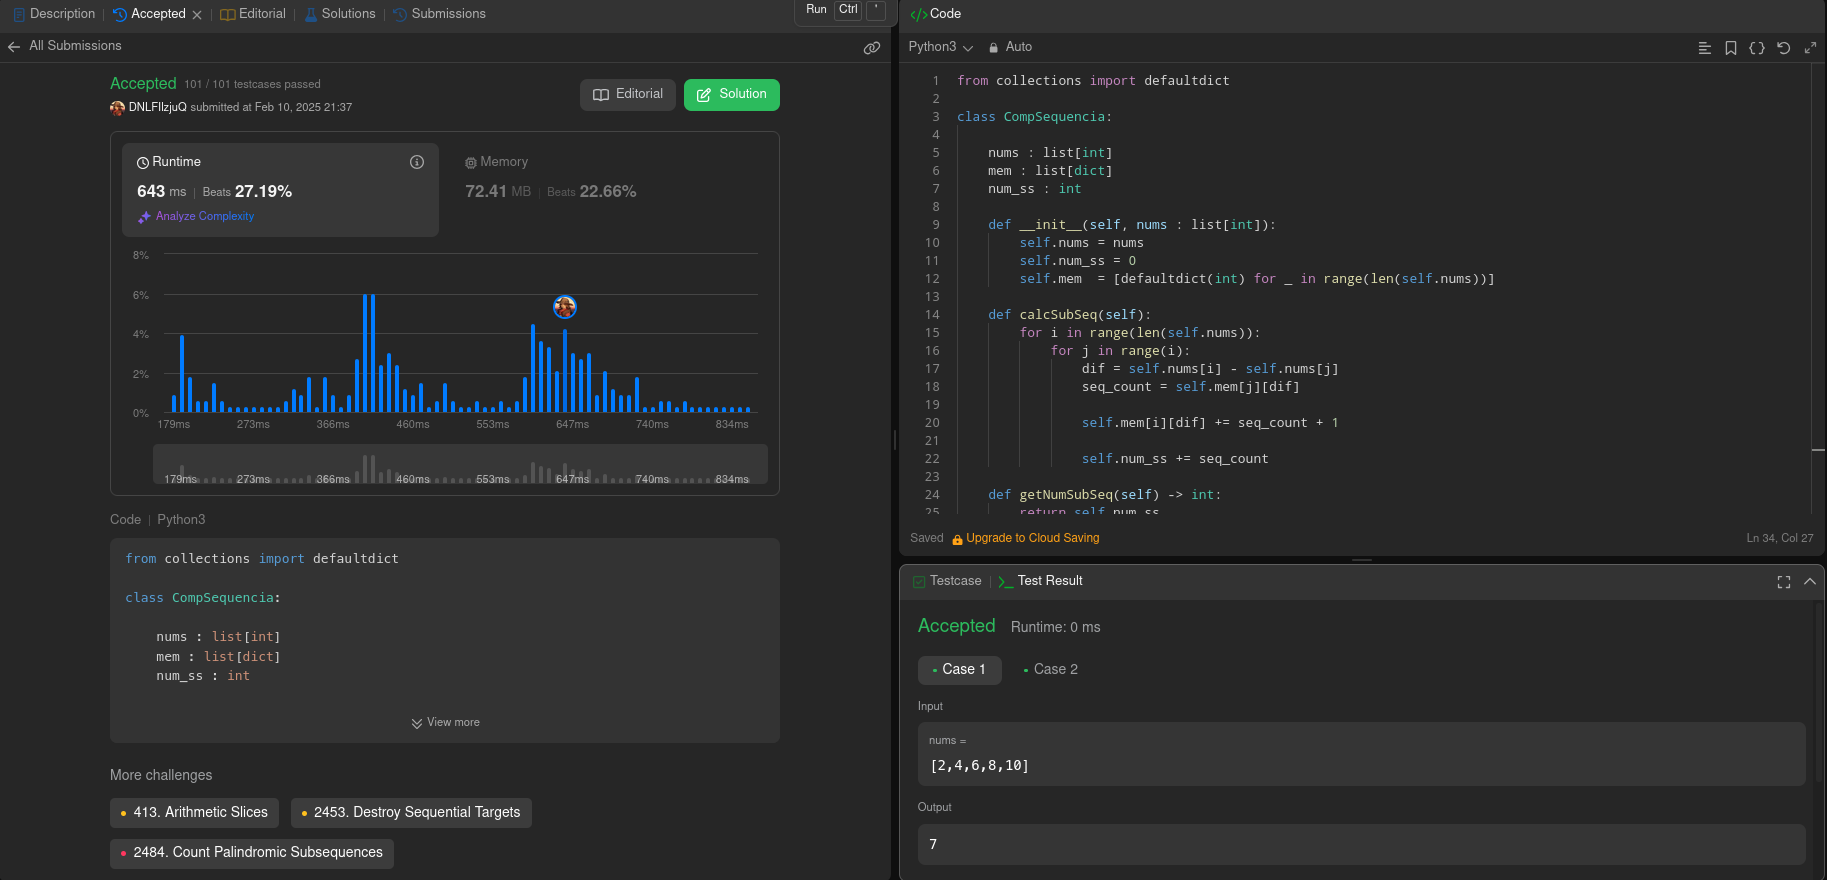 Description | Accepted × | Editorial | Solutions | Submissions
Run Ctrl '
All Submissions
Accepted 101 / 101 testcases passed
DNLFIlzjuQ submitted at Feb 10, 2025 21:37
Editorial
Solution
Runtime
643 ms | Beats 27.19%
Analyze Complexity
Memory
72.41 MB | Beats 22.66%
8%
6%
4%
2%
0%
179ms 273ms 366ms 460ms 553ms 647ms 740ms 834ms
179ms 273ms 366ms 460ms 553ms 647ms 740ms 834ms
Code | Python3
from collections import defaultdict
class CompSequencia:
nums : list[int]
mem : list[dict]
num_ss : int
View more
More challenges
413. Arithmetic Slices
2453. Destroy Sequential Targets
2484. Count Palindromic Subsequences
</> Code
Python3 Auto
1 from collections import defaultdict
2
3 class CompSequencia:
4
5 nums : list[int]
6 mem : list[dict]
7 num_ss : int
8
9 def __init__(self, nums : list[int]):
10 self.nums = nums
11 self.num_ss = 0
12 self.mem  = [defaultdict(int) for _ in range(len(self.nums))]
13
14 def calcSubSeq(self):
15 for i in range(len(self.nums)):
16 for j in range(i):
17 dif = self.nums[i] - self.nums[j]
18 seq_count = self.mem[j][dif]
19
20 self.mem[i][dif] += seq_count + 1
21
22 self.num_ss += seq_count
23
24 def getNumSubSeq(self) -> int:
25 return self.num_ss
Saved Upgrade to Cloud Saving
Ln 34, Col 27
Testcase | Test Result
Accepted Runtime: 0 ms
Case 1 Case 2
Input
nums =
[2,4,6,8,10]
Output
7